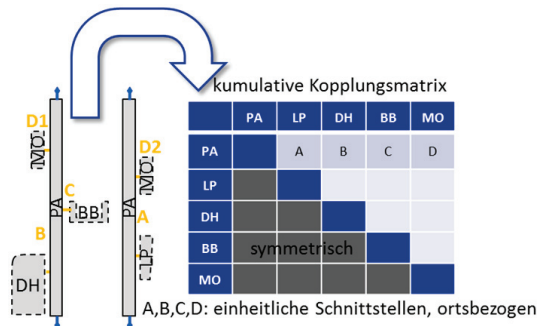 kumulative Kopplungsmatrix
PA LP DH BB MO
PA A B C D
LP
DH
BB symmetrisch
MO
D1
MO
C
PA
BB
B
DH
D2
MO
PA
A
LP
A,B,C,D: einheitliche Schnittstellen, ortsbezogen